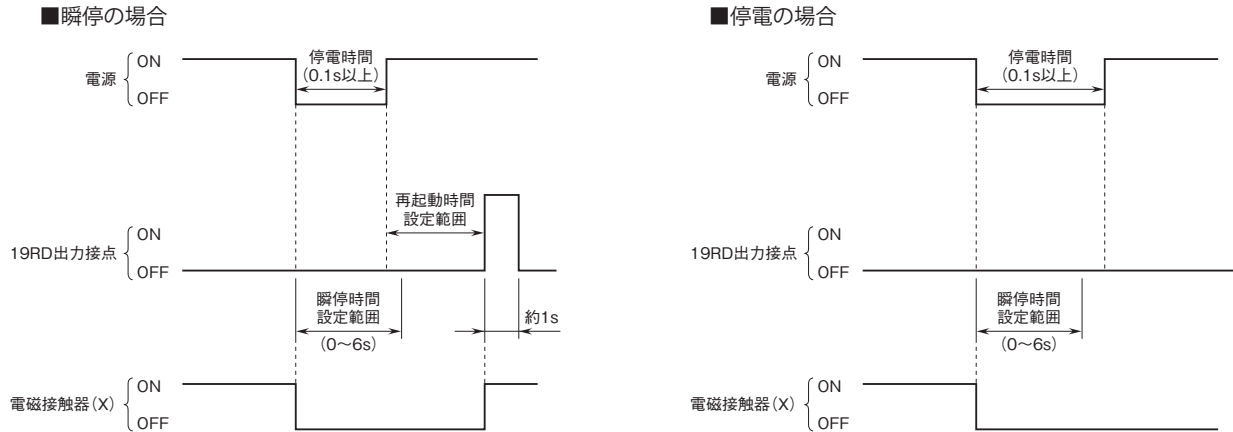 ■瞬停の場合
電源
ON
OFF
停電時間
(0.1s以上)
19RD出力接点
ON
OFF
再起動時間
設定範囲
瞬停時間
設定範囲
(0〜6s)
約1s
電磁接触器(X)
ON
OFF
■停電の場合
電源
ON
OFF
停電時間
(0.1s以上)
19RD出力接点
ON
OFF
瞬停時間
設定範囲
(0〜6s)
電磁接触器(X)
ON
OFF